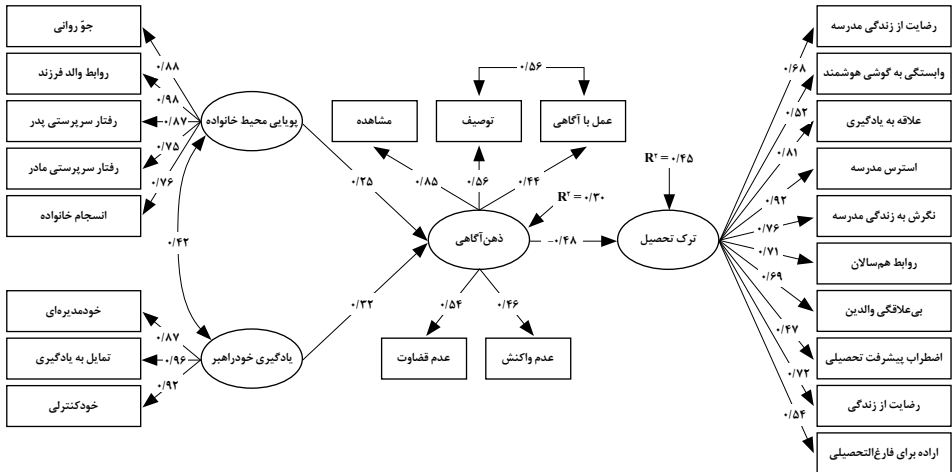 جوّ روانی
روابط والد فرزند
رفتار سرپرستی پدر
رفتار سرپرستی مادر
انسجام خانواده
۰/۸۸
۰/۹۸
۰/۸۷
۰/۷۵
۰/۷۶
پویایی محیط خانواده
۰/۴۲
خودمدیره‌ای
تمایل به یادگیری
خودکنترلی
۰/۸۷
۰/۹۶
۰/۹۲
یادگیری خودراهبر
۰/۲۵
۰/۳۲
۰/۵۶
مشاهده
توصیف
عمل با آگاهی
۰/۸۵
۰/۵۶
۰/۴۴
R² = ۰/۳۰
ذهن‌آگاهی
۰/۵۴
۰/۴۶
عدم قضاوت
عدم واکنش
−۰/۴۸
R² = ۰/۴۵
ترک تحصیل
۰/۶۸
۰/۵۲
۰/۸۱
۰/۹۲
۰/۷۶
۰/۷۱
۰/۶۹
۰/۴۷
۰/۷۲
۰/۵۴
رضایت از زندگی مدرسه
وابستگی به گوشی هوشمند
علاقه به یادگیری
استرس مدرسه
نگرش به زندگی مدرسه
روابط هم‌سالان
بی‌علاقگی والدین
اضطراب پیشرفت تحصیلی
رضایت از زندگی
اراده برای فارغ‌التحصیلی